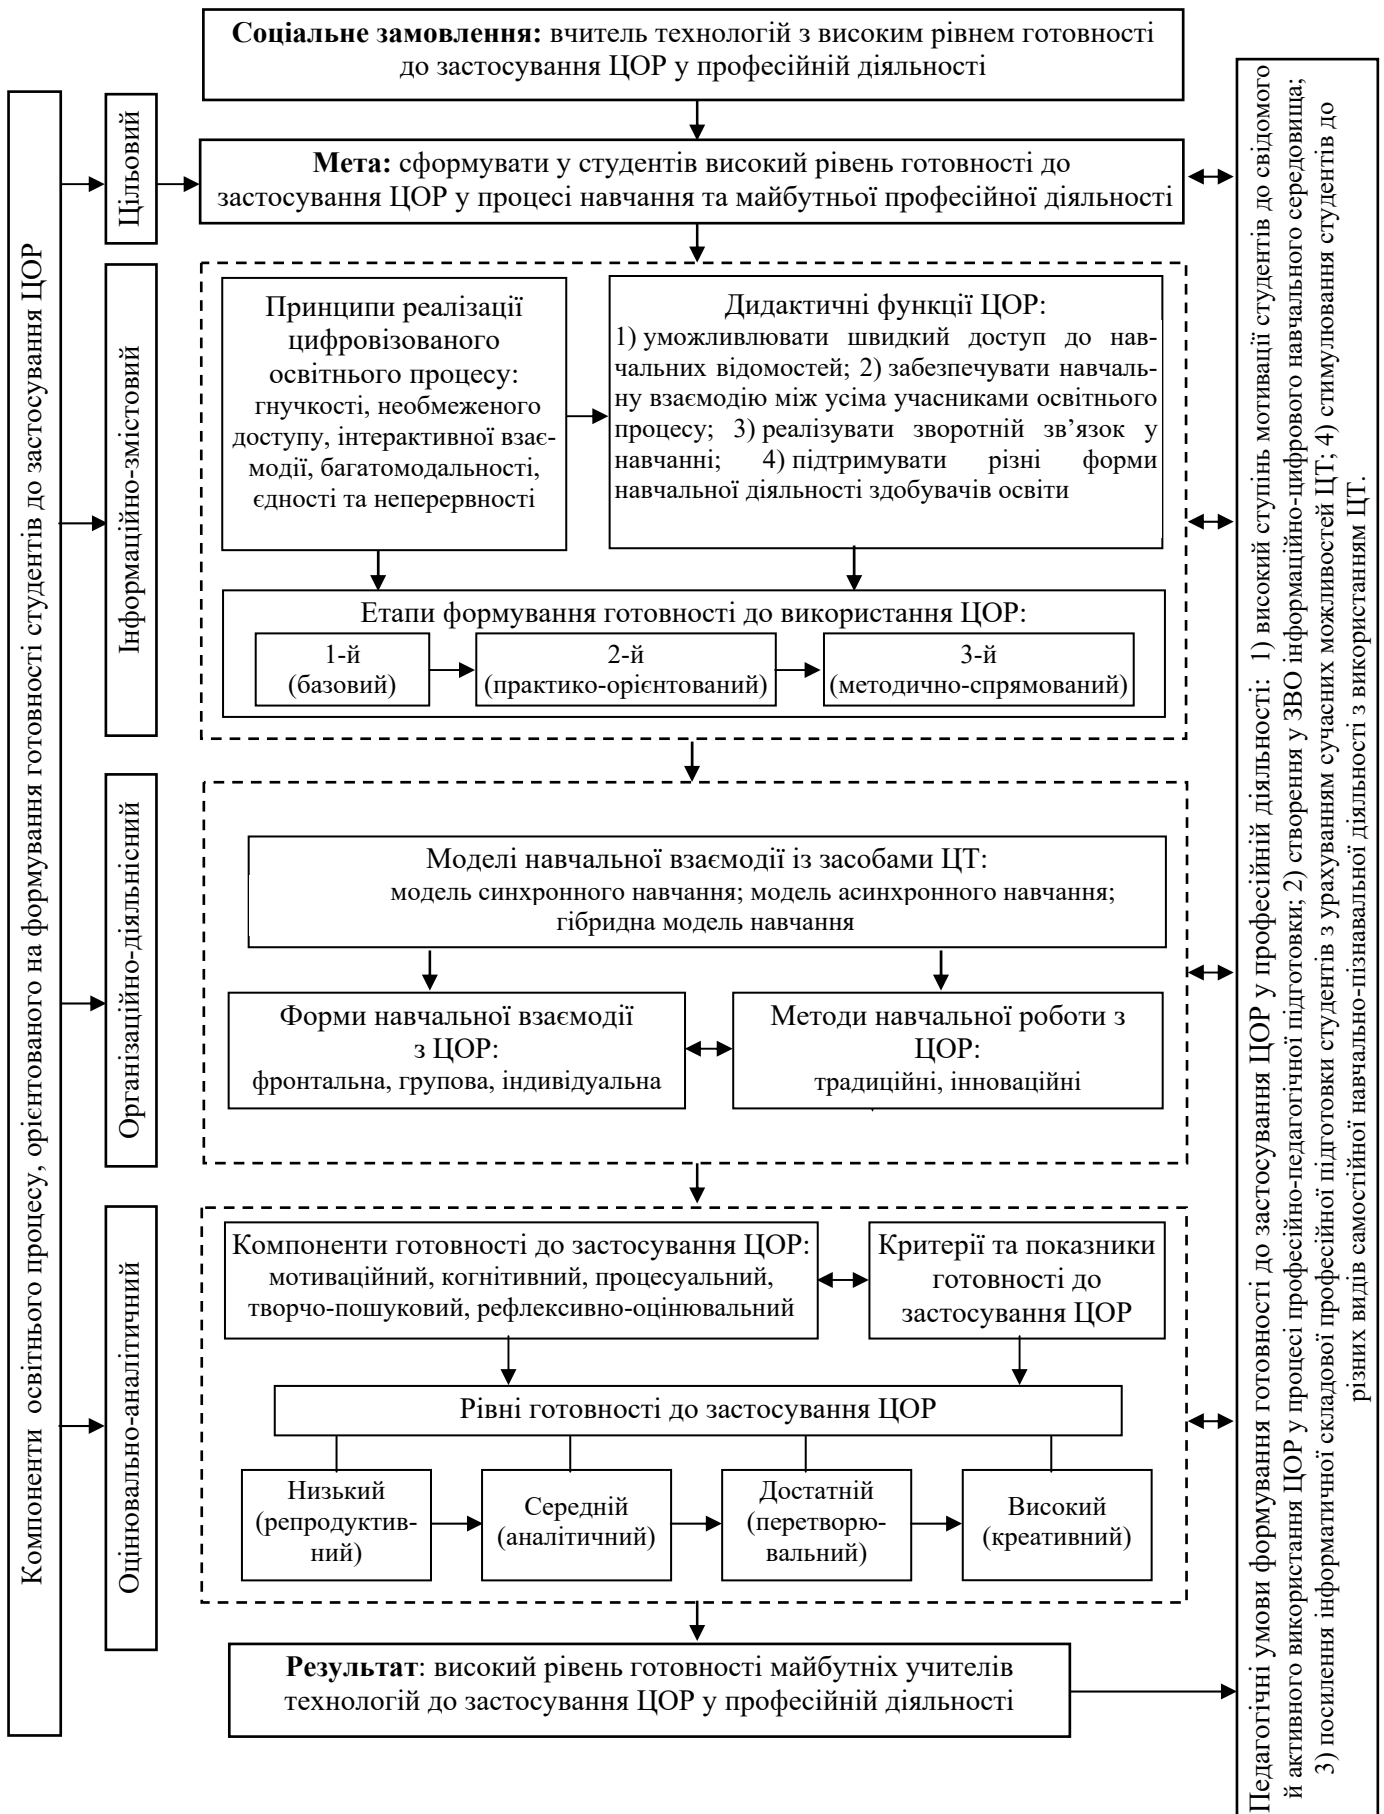 Соціальне замовлення: вчитель технологій з високим рівнем готовності
до застосування ЦОР у професійній діяльності
Компоненти освітнього процесу, орієнтованого на формування готовності студентів до застосування ЦОР
Цільовий
Мета: сформувати у студентів високий рівень готовності до
застосування ЦОР у процесі навчання та майбутньої професійної діяльності
Інформаційно-змістовий
Принципи реалізації
цифровізованого
освітнього процесу:
гнучкості, необмеженого
доступу, інтерактивної взає-
модії, багатомодальності,
єдності та неперервності
Дидактичні функції ЦОР:
1) уможливлювати швидкий доступ до нав-
чальних відомостей; 2) забезпечувати навчаль-
ну взаємодію між усіма учасниками освітнього
процесу; 3) реалізувати зворотній зв’язок у
навчанні; 4) підтримувати різні форми
навчальної діяльності здобувачів освіти
Етапи формування готовності до використання ЦОР:
1-й
(базовий)
2-й
(практико-орієнтований)
3-й
(методично-спрямований)
Організаційно-діяльнісний
Моделі навчальної взаємодії із засобами ЦТ:
модель синхронного навчання; модель асинхронного навчання;
гібридна модель навчання
Форми навчальної взаємодії
з ЦОР:
фронтальна, групова, індивідуальна
Методи навчальної роботи з
ЦОР:
традиційні, інноваційні
Оцінювально-аналітичний
Компоненти готовності до застосування ЦОР:
мотиваційний, когнітивний, процесуальний,
творчо-пошуковий, рефлексивно-оцінювальний
Критерії та показники
готовності до
застосування ЦОР
Рівні готовності до застосування ЦОР
Низький
(репродуктив-
ний)
Середній
(аналітичний)
Достатній
(перетворю-
вальний)
Високий
(креативний)
Результат: високий рівень готовності майбутніх учителів
технологій до застосування ЦОР у професійній діяльності
Педагогічні умови формування готовності до застосування ЦОР у професійній діяльності: 1) високий ступінь мотивації студентів до свідомого
й активного використання ЦОР у процесі професійно-педагогічної підготовки; 2) створення у ЗВО інформаційно-цифрового навчального середовища;
3) посилення інформатичної складової професійної підготовки студентів з урахуванням сучасних можливостей ЦТ; 4) стимулювання студентів до
різних видів самостійної навчально-пізнавальної діяльності з використанням ЦТ.